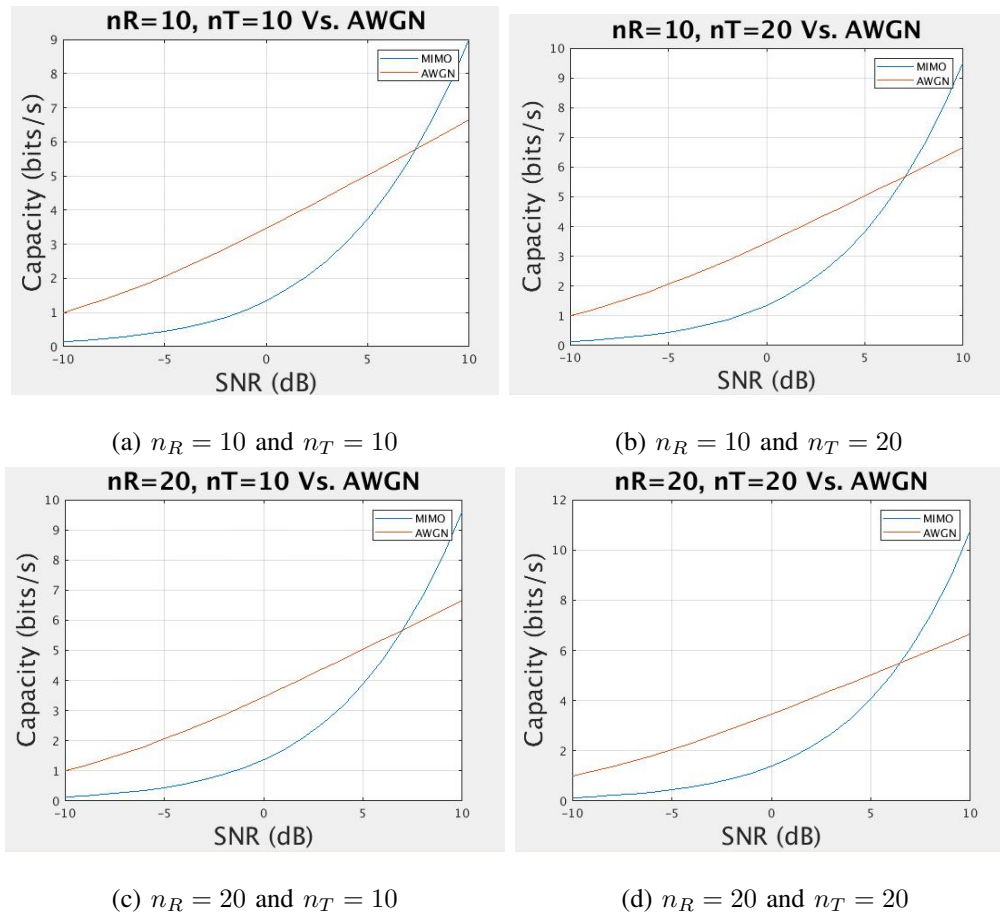 nR=10, nT=10 Vs. AWGN
Capacity (bits/s)
9
8
7
6
5
4
3
2
1
0
MIMO
AWGN
-10
-5
0
5
10
SNR (dB)
(a) n_R = 10 and n_T = 10
nR=10, nT=20 Vs. AWGN
Capacity (bits/s)
10
9
8
7
6
5
4
3
2
1
0
MIMO
AWGN
-10
-5
0
5
10
SNR (dB)
(b) n_R = 10 and n_T = 20
nR=20, nT=10 Vs. AWGN
Capacity (bits/s)
10
9
8
7
6
5
4
3
2
1
0
MIMO
AWGN
-10
-5
0
5
10
SNR (dB)
(c) n_R = 20 and n_T = 10
nR=20, nT=20 Vs. AWGN
Capacity (bits/s)
12
10
8
6
4
2
0
MIMO
AWGN
-10
-5
0
5
10
SNR (dB)
(d) n_R = 20 and n_T = 20